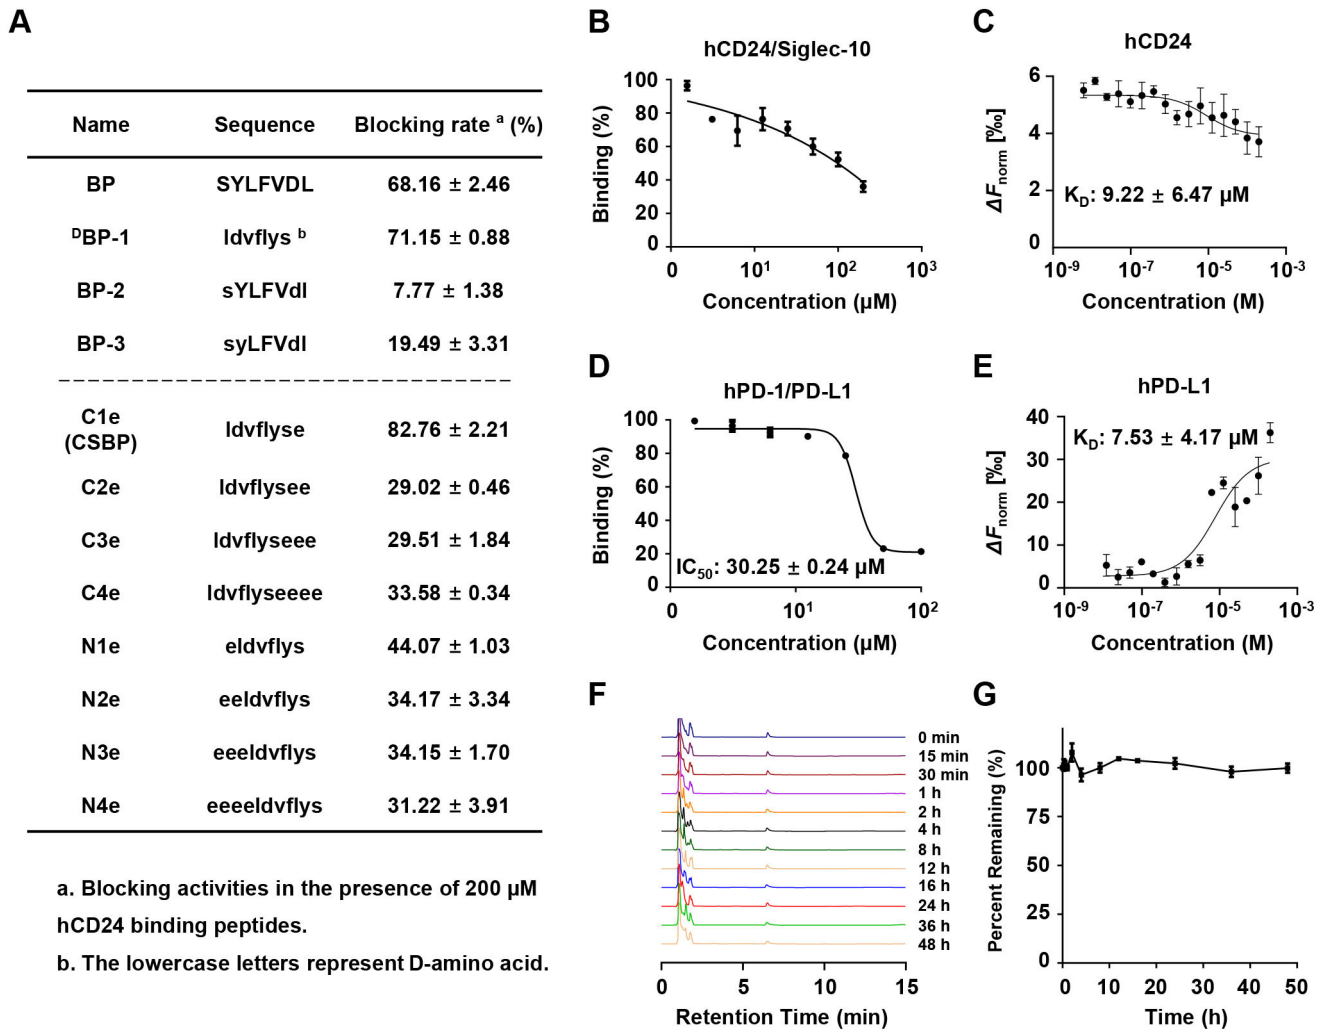 A
Name Sequence Blocking rate ᵃ (%)
BP SYLFVDL 68.16 ± 2.46
ᴰBP-1 ldvflys ᵇ 71.15 ± 0.88
BP-2 sYLFVdl 7.77 ± 1.38
BP-3 syLFVdl 19.49 ± 3.31
C1e
(CSBP) ldvflyse 82.76 ± 2.21
C2e ldvflysee 29.02 ± 0.46
C3e ldvflyseee 29.51 ± 1.84
C4e ldvflyseeee 33.58 ± 0.34
N1e eldvflys 44.07 ± 1.03
N2e eeldvflys 34.17 ± 3.34
N3e eeeldvflys 34.15 ± 1.70
N4e eeeeldvflys 31.22 ± 3.91
a. Blocking activities in the presence of 200 µM
hCD24 binding peptides.
b. The lowercase letters represent D-amino acid.
B
hCD24/Siglec-10
Binding (%)
100
80
60
40
20
0
0 10¹ 10² 10³
Concentration (µM)
C
hCD24
ΔFnorm [‰]
6
4
2
0
K_D: 9.22 ± 6.47 µM
10⁻⁹ 10⁻⁷ 10⁻⁵ 10⁻³
Concentration (M)
D
hPD-1/PD-L1
Binding (%)
100
80
60
40
20
0
IC₅₀: 30.25 ± 0.24 µM
0 10¹ 10²
Concentration (µM)
E
hPD-L1
ΔFnorm [‰]
40
30
20
10
0
K_D: 7.53 ± 4.17 µM
10⁻⁹ 10⁻⁷ 10⁻⁵ 10⁻³
Concentration (M)
F
0 min
15 min
30 min
1 h
2 h
4 h
8 h
12 h
16 h
24 h
36 h
48 h
0 5 10 15
Retention Time (min)
G
Percent Remaining (%)
100
75
50
25
0
0 10 20 30 40 50
Time (h)